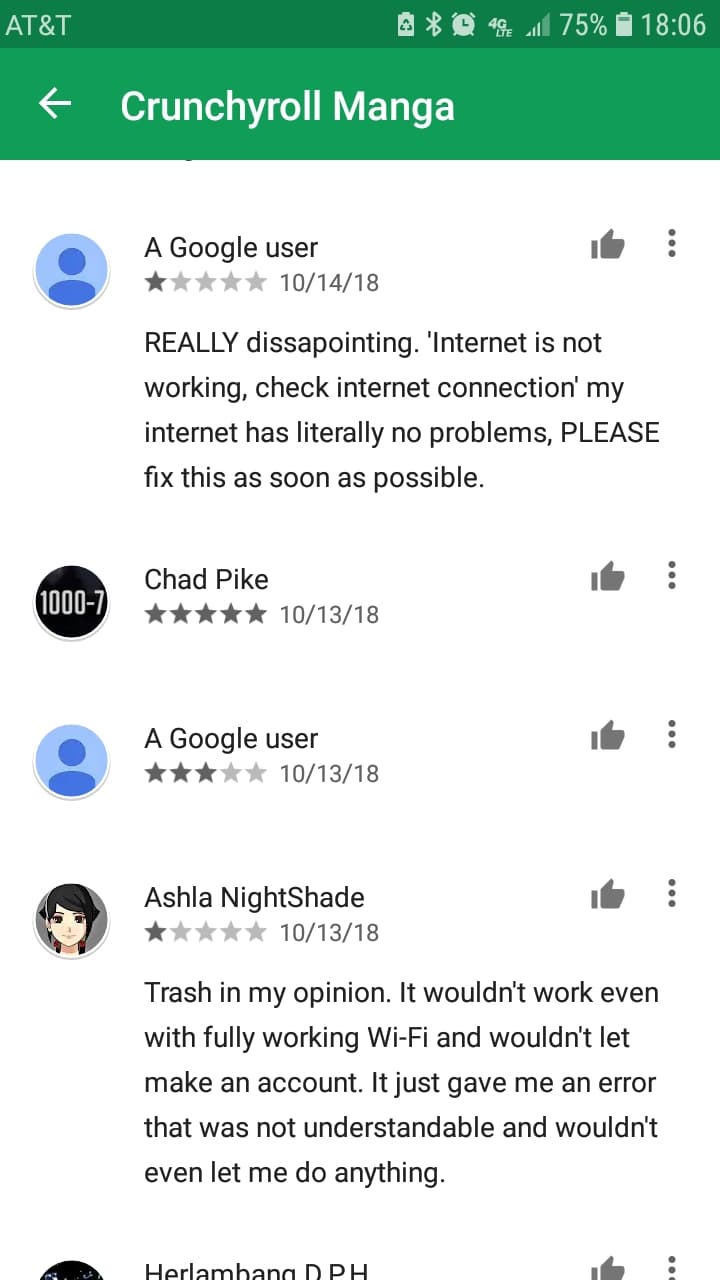 AT&T 4G LTE 75% 18:06
Crunchyroll Manga
A Google user
10/14/18
REALLY dissapointing. 'Internet is not
working, check internet connection' my
internet has literally no problems, PLEASE
fix this as soon as possible.
1000-7
Chad Pike
10/13/18
A Google user
10/13/18
Ashla NightShade
10/13/18
Trash in my opinion. It wouldn't work even
with fully working Wi-Fi and wouldn't let
make an account. It just gave me an error
that was not understandable and wouldn't
even let me do anything.
Herlambang D.P.H